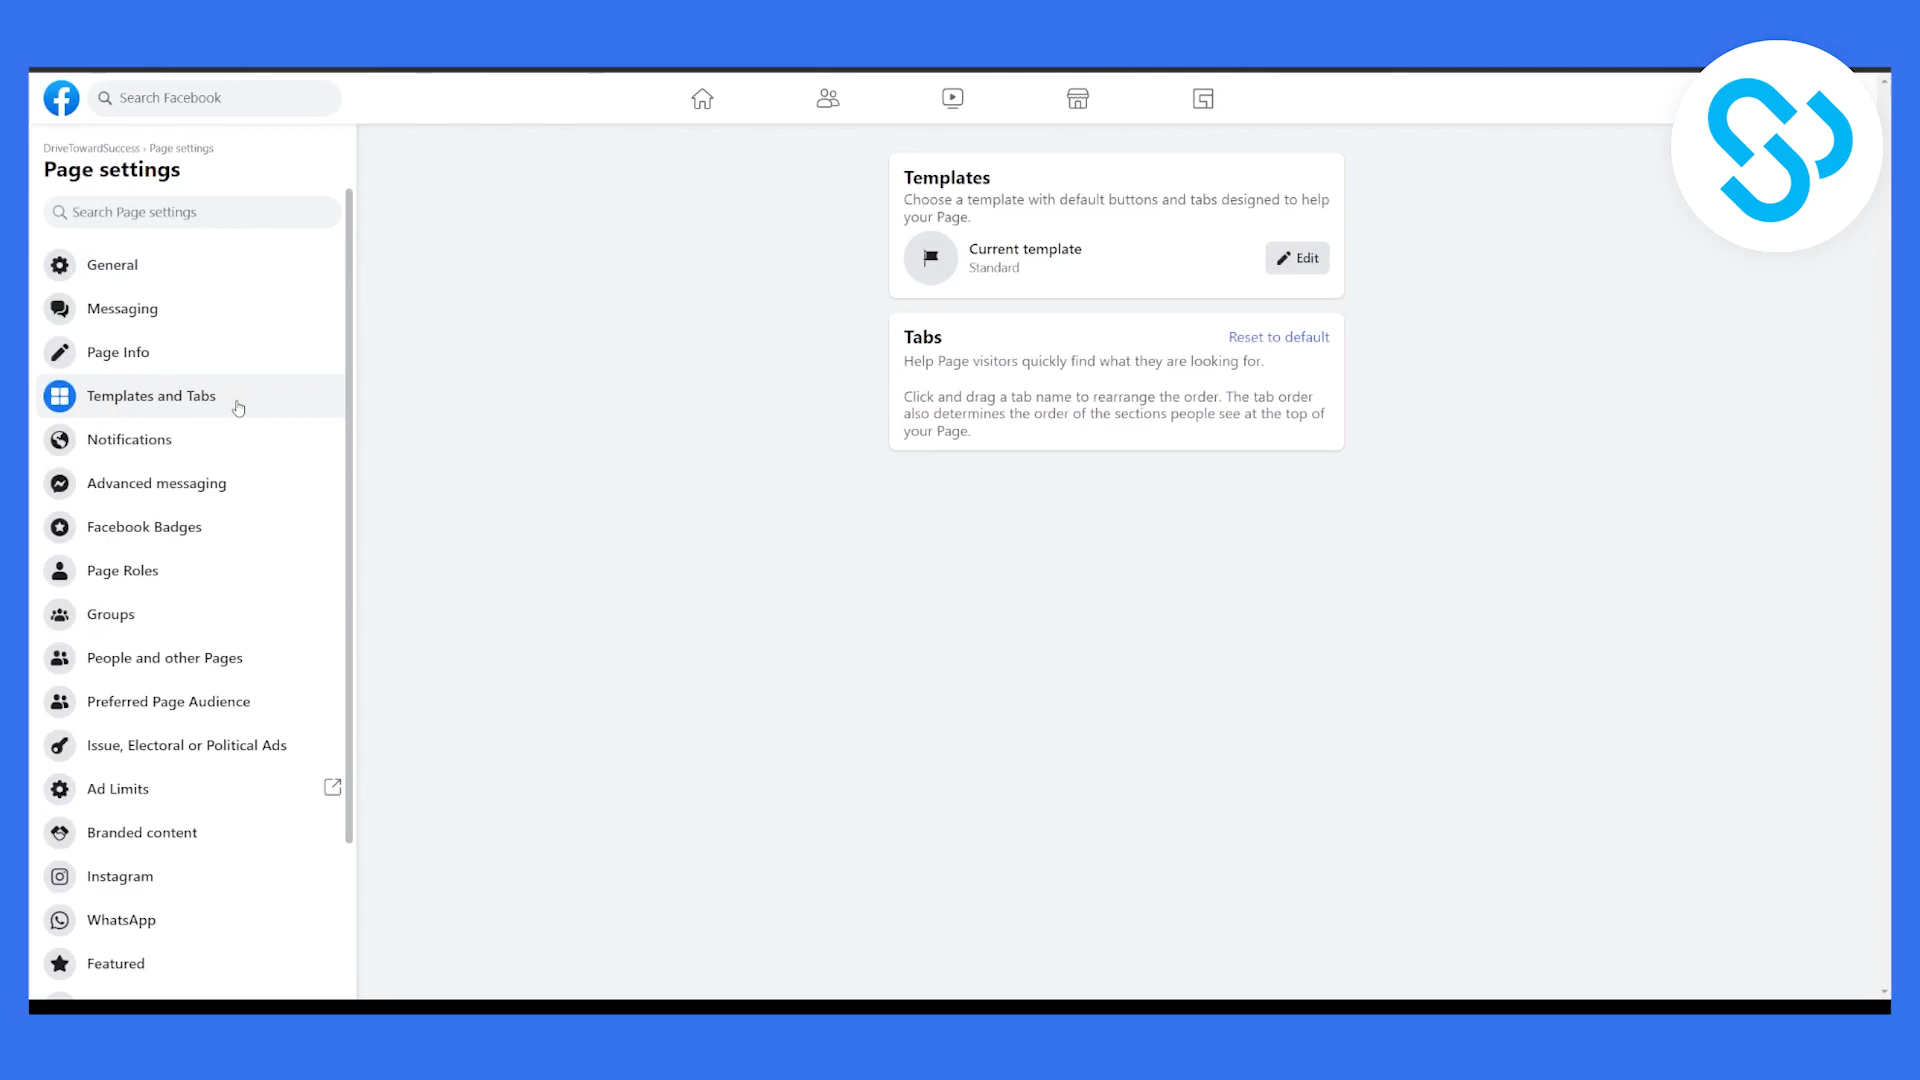 Search Facebook
DriveTowardSuccess › Page settings
Page settings
Search Page settings
General
Messaging
Page Info
Templates and Tabs
Notifications
Advanced messaging
Facebook Badges
Page Roles
Groups
People and other Pages
Preferred Page Audience
Issue, Electoral or Political Ads
Ad Limits
Branded content
Instagram
WhatsApp
Featured
Templates
Choose a template with default buttons and tabs designed to help
your Page.
Current template
Standard
Edit
Tabs
Reset to default
Help Page visitors quickly find what they are looking for.
Click and drag a tab name to rearrange the order. The tab order
also determines the order of the sections people see at the top of
your Page.